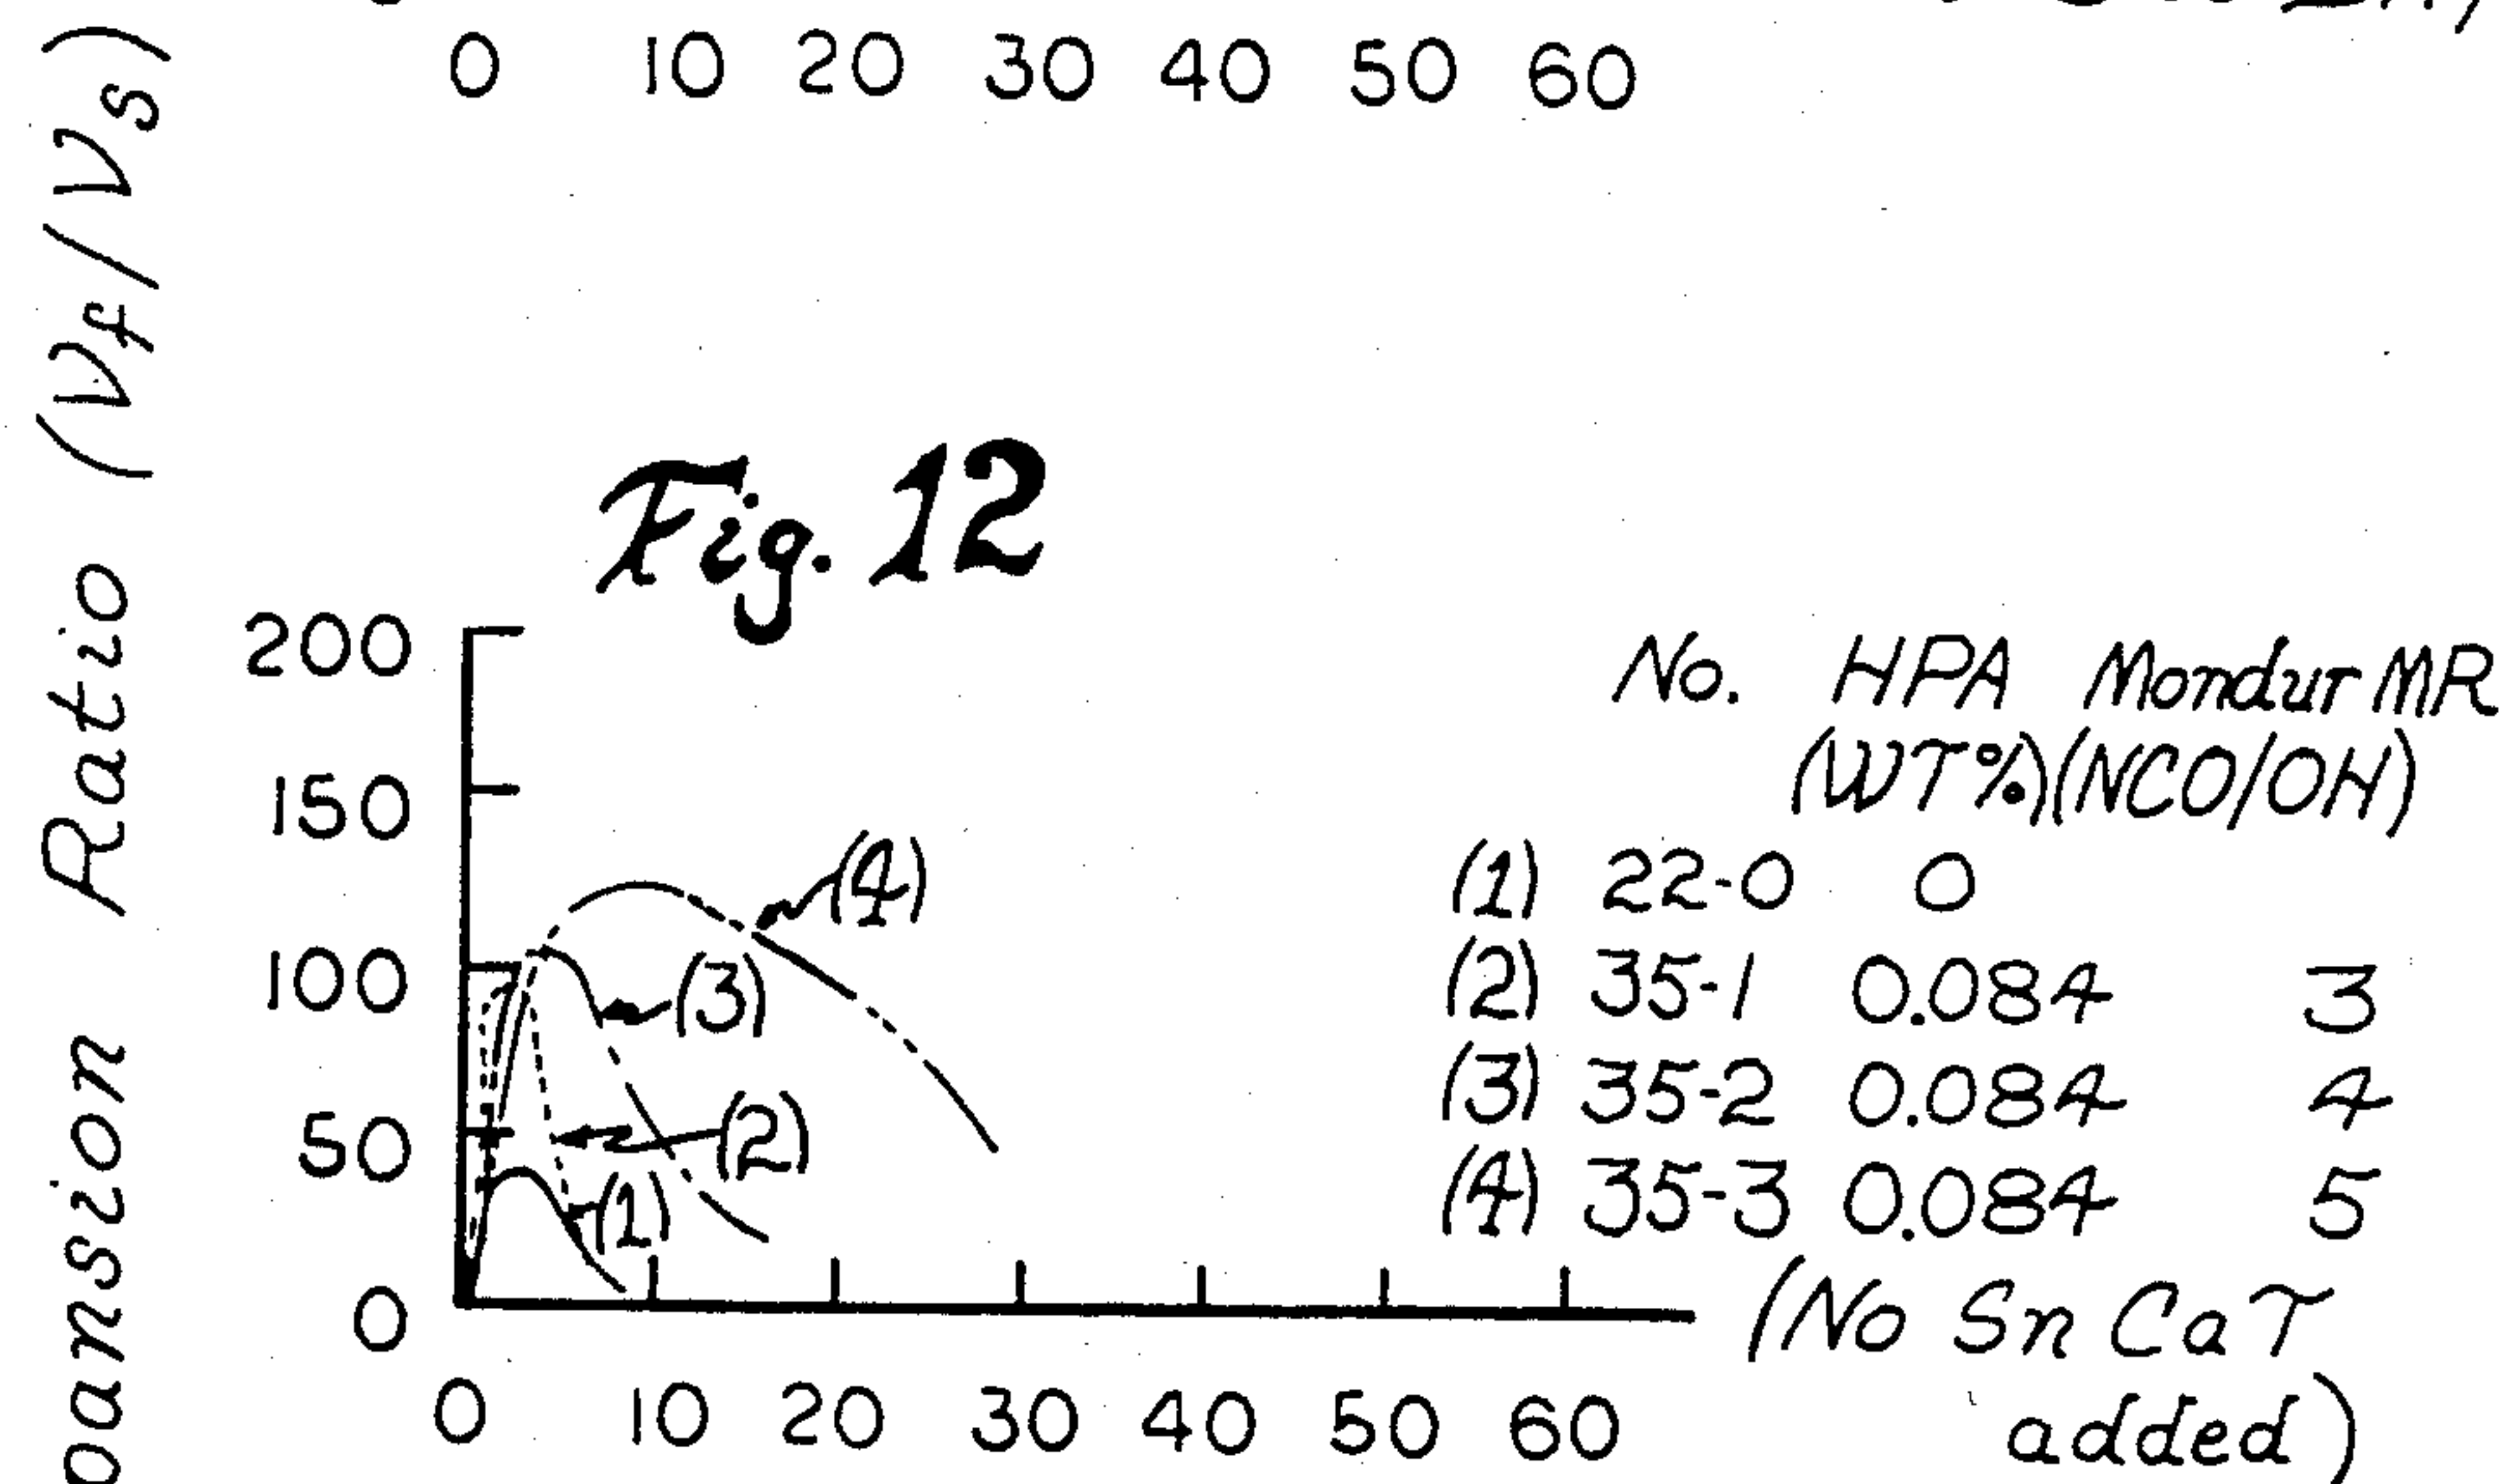 0 10 20 30 40 50 60
Ratio (Vf/Vs)
Fig. 12
200
150
100
50
0
(4)
(3)
(2)
(1)
0 10 20 30 40 50 60
No. HPA Mondur MR
(WT%) (NCO/OH)
(1) 22-0 0
(2) 35-1 0.084 3
(3) 35-2 0.084 4
(4) 35-3 0.084 5
(No Sn CaT
added)